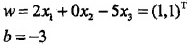 w = 2x₁ + 0x₂ − 5x₃ = (1,1)ᵀ
b = −3